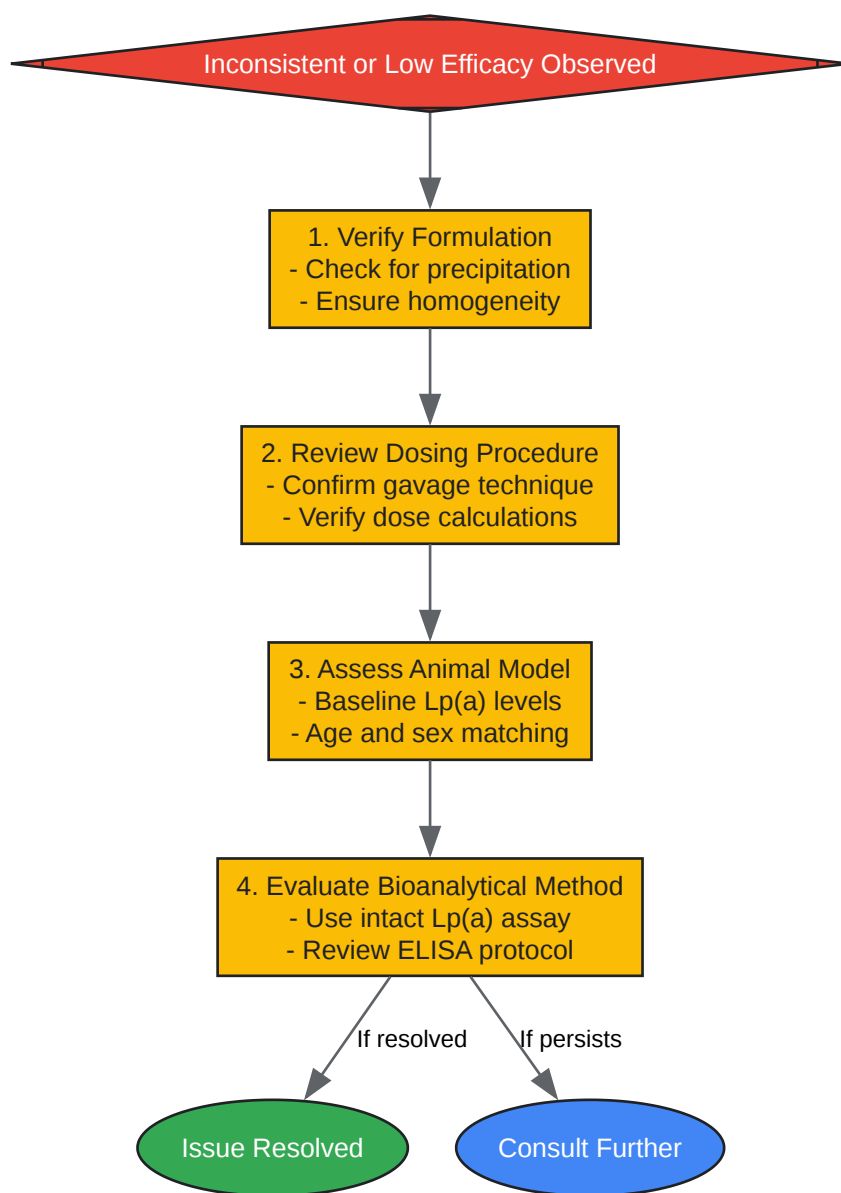 Inconsistent or Low Efficacy Observed
1. Verify Formulation
- Check for precipitation
- Ensure homogeneity
2. Review Dosing Procedure
- Confirm gavage technique
- Verify dose calculations
3. Assess Animal Model
- Baseline Lp(a) levels
- Age and sex matching
4. Evaluate Bioanalytical Method
- Use intact Lp(a) assay
- Review ELISA protocol
If resolved
If persists
Issue Resolved
Consult Further